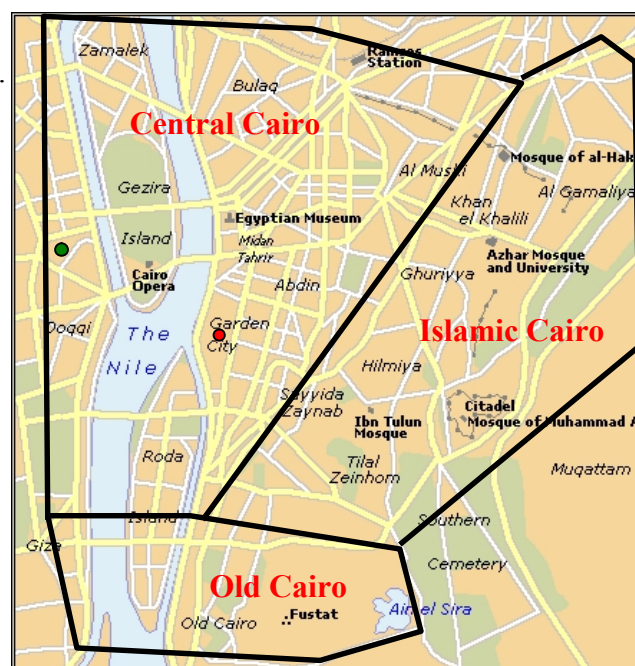 Zamalek
Ramses
Station
Bulaq
Central Cairo
Mosque of al-Hak
Al Muski
Gezira
Khan
el Khalili
Al Gamaliya
Egyptian Museum
Island
Midan
Tahrir
Azhar Mosque
and University
Cairo
Opera
Abdin
Ghuriyya
Doqqi
The
Nile
Garden
City
Islamic Cairo
Hilmiya
Sayyida
Zaynab
Citadel
Ibn Tulun
Mosque
Mosque of Muhammad A
Roda
Tilal
Zeinhom
Muqattam
Island
Southern
Giza
Cemetery
Old Cairo
Fustat
Ain el Sira
Old Cairo